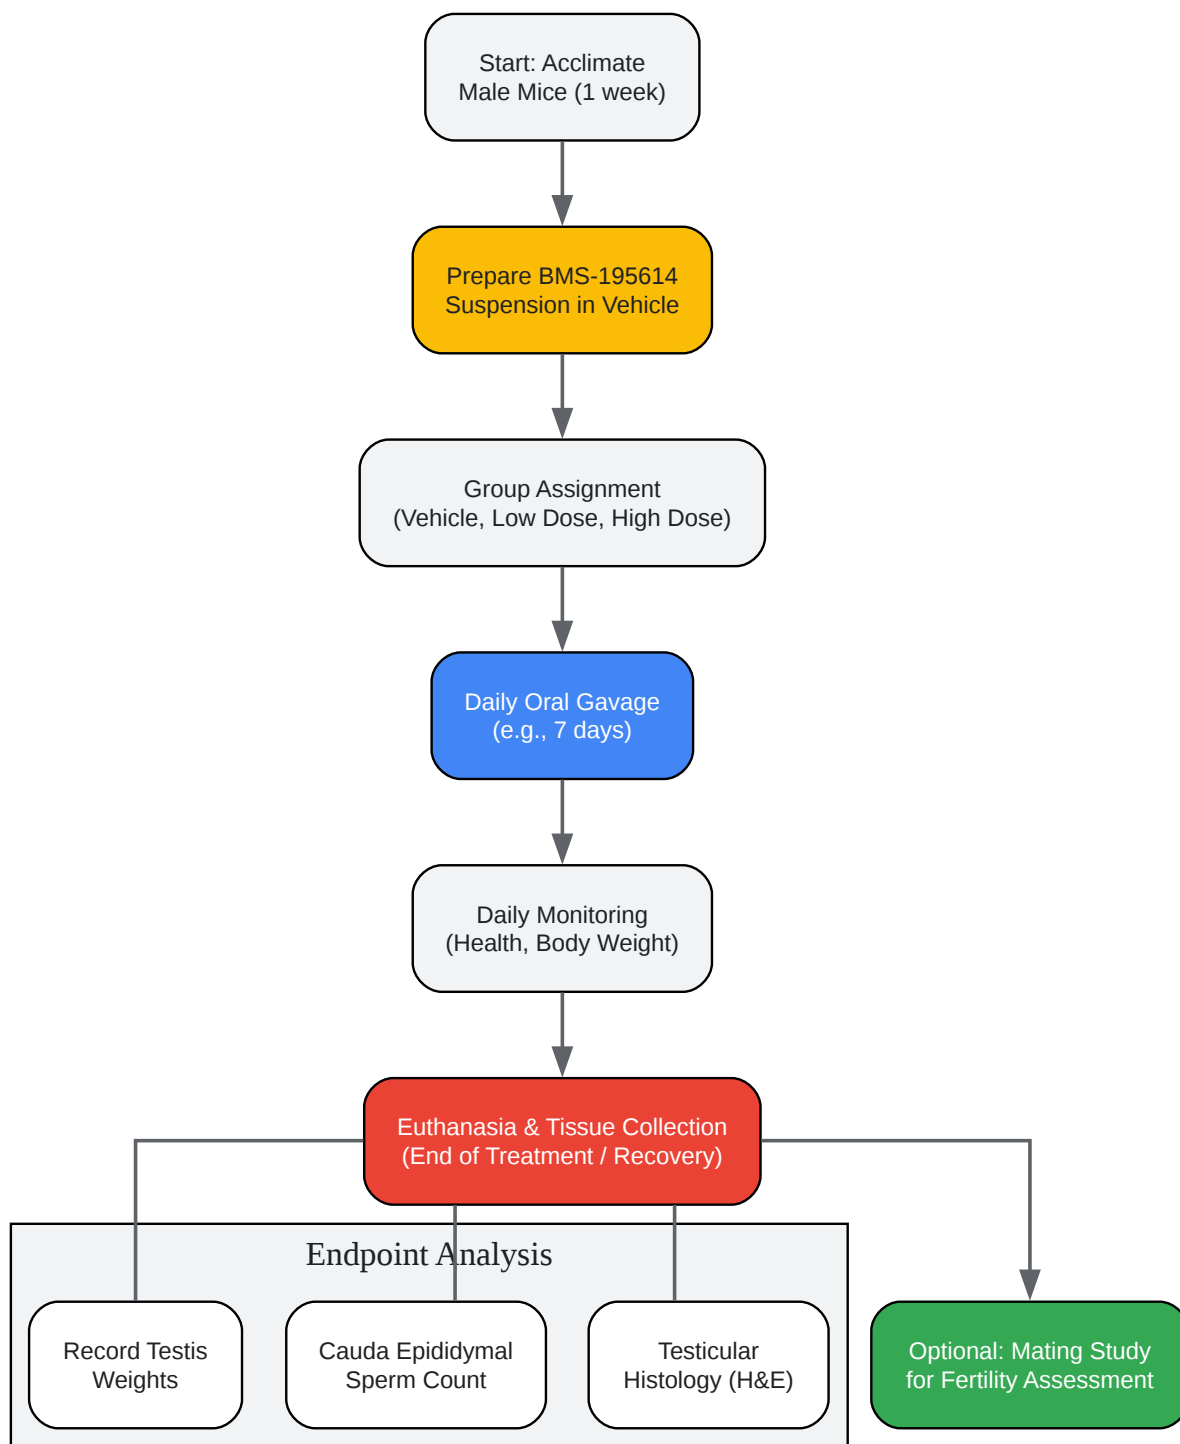 Start: Acclimate
Male Mice (1 week)
Prepare BMS-195614
Suspension in Vehicle
Group Assignment
(Vehicle, Low Dose, High Dose)
Daily Oral Gavage
(e.g., 7 days)
Daily Monitoring
(Health, Body Weight)
Euthanasia & Tissue Collection
(End of Treatment / Recovery)
Endpoint Analysis
Record Testis
Weights
Cauda Epididymal
Sperm Count
Testicular
Histology (H&E)
Optional: Mating Study
for Fertility Assessment